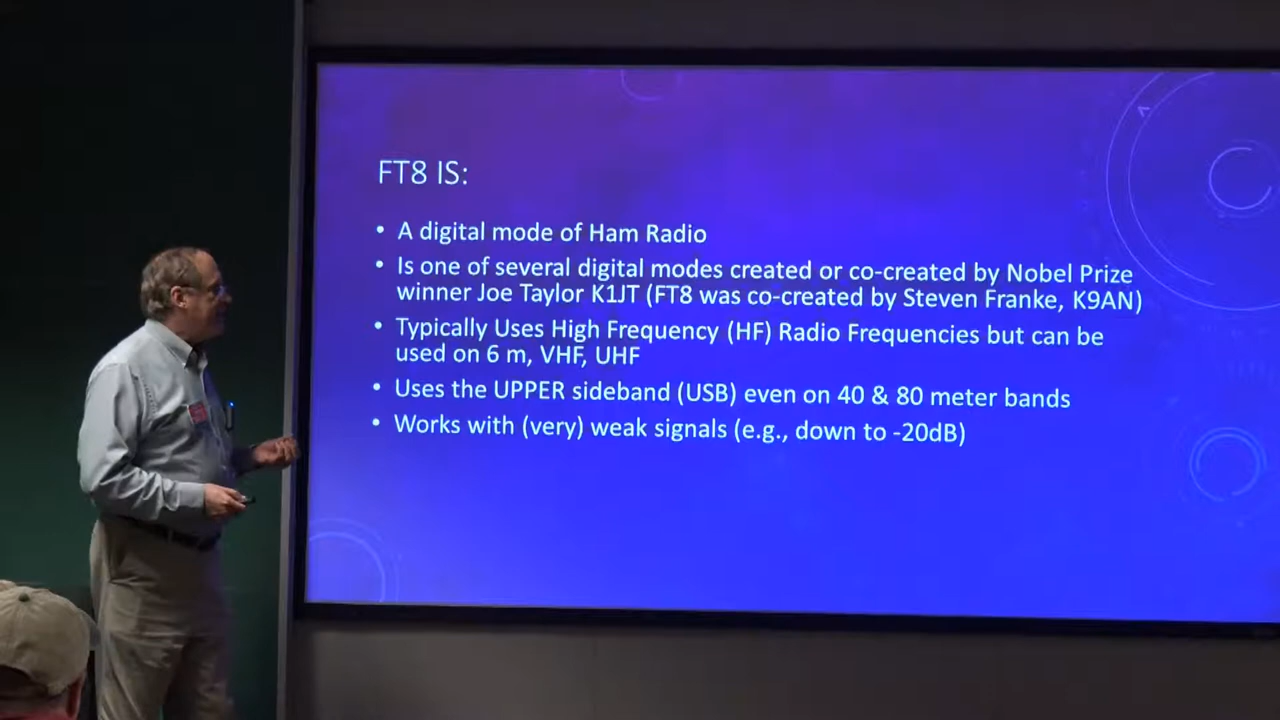 FT8 IS:
• A digital mode of Ham Radio
• Is one of several digital modes created or co-created by Nobel Prize
winner Joe Taylor K1JT (FT8 was co-created by Steven Franke, K9AN)
• Typically Uses High Frequency (HF) Radio Frequencies but can be
used on 6 m, VHF, UHF
• Uses the UPPER sideband (USB) even on 40 & 80 meter bands
• Works with (very) weak signals (e.g., down to -20dB)